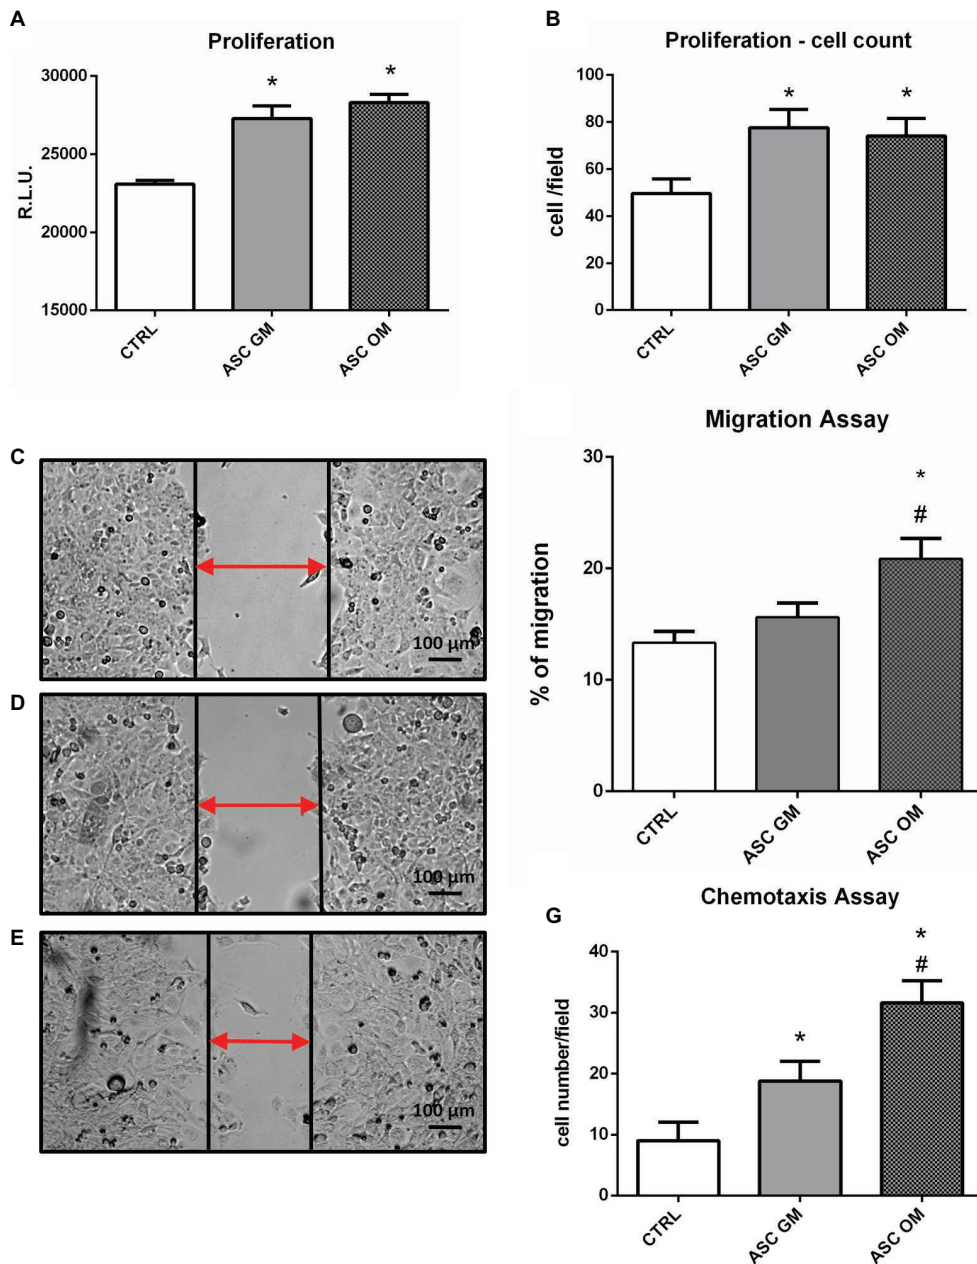 A
Proliferation
R.L.U.
30000
25000
20000
15000
*
*
CTRL
ASC GM
ASC OM
B
Proliferation - cell count
cell /field
100
80
60
40
20
0
*
*
CTRL
ASC GM
ASC OM
C
100 µm
D
100 µm
E
100 µm
Migration Assay
% of migration
30
20
10
0
*
#
CTRL
ASC GM
ASC OM
G
Chemotaxis Assay
cell number/field
40
30
20
10
0
*
*
#
CTRL
ASC GM
ASC OM